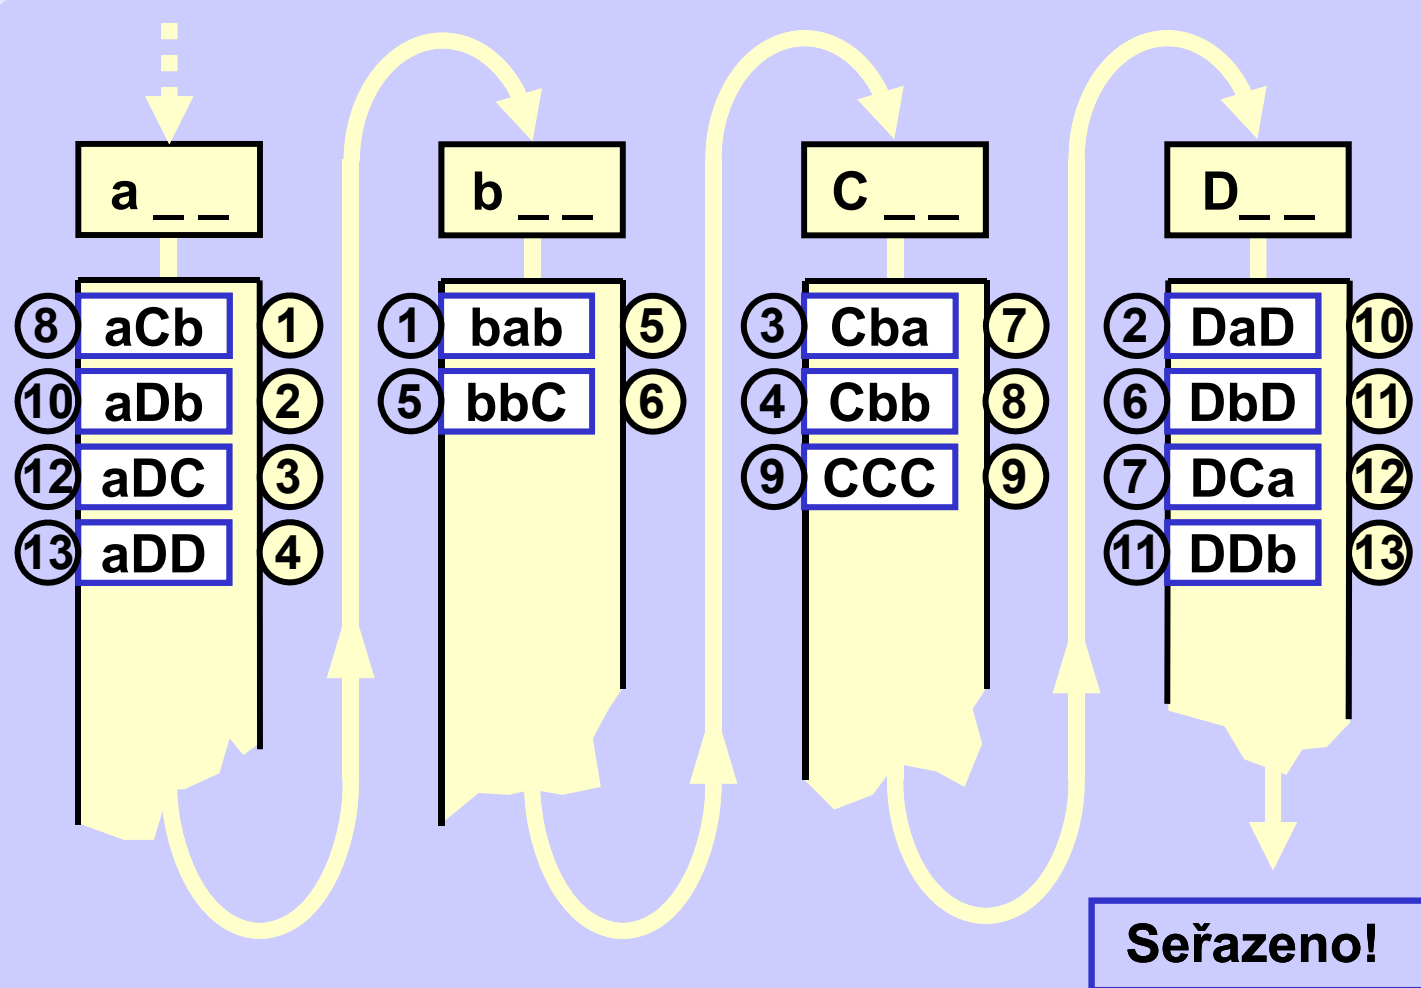 a _ _ b _ _ C _ _ D_ _
8 aCb 1 1 bab 5 3 Cba 7 2 DaD 10
10 aDb 2 5 bbC 6 4 Cbb 8 6 DbD 11
12 aDC 3 9 CCC 9 7 DCa 12
13 aDD 4 11 DDb 13
Seřazeno!